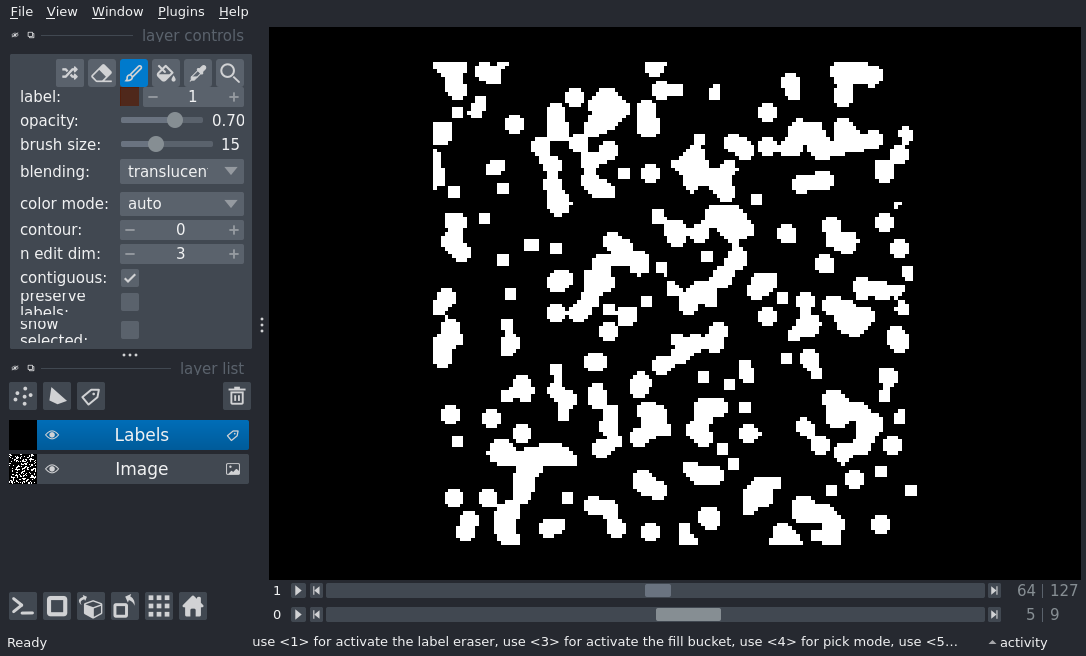 File View Window Plugins Help
layer controls
label: 1
opacity: 0.70
brush size: 15
blending: translucen
color mode: auto
contour: 0
n edit dim: 3
contiguous:
preserve
labels:
show
selected:
layer list
Labels
Image
1 64 127
0 5 9
Ready use <1> for activate the label eraser, use <3> for activate the fill bucket, use <4> for pick mode, use <5... activity